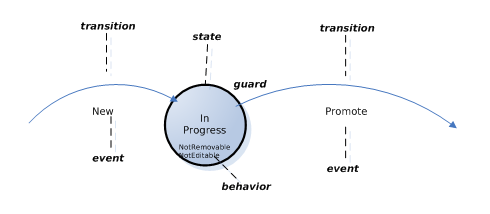 transition
state
transition
guard
New
In
Progress
NotRemovable
NotEditable
Promote
event
event
behavior